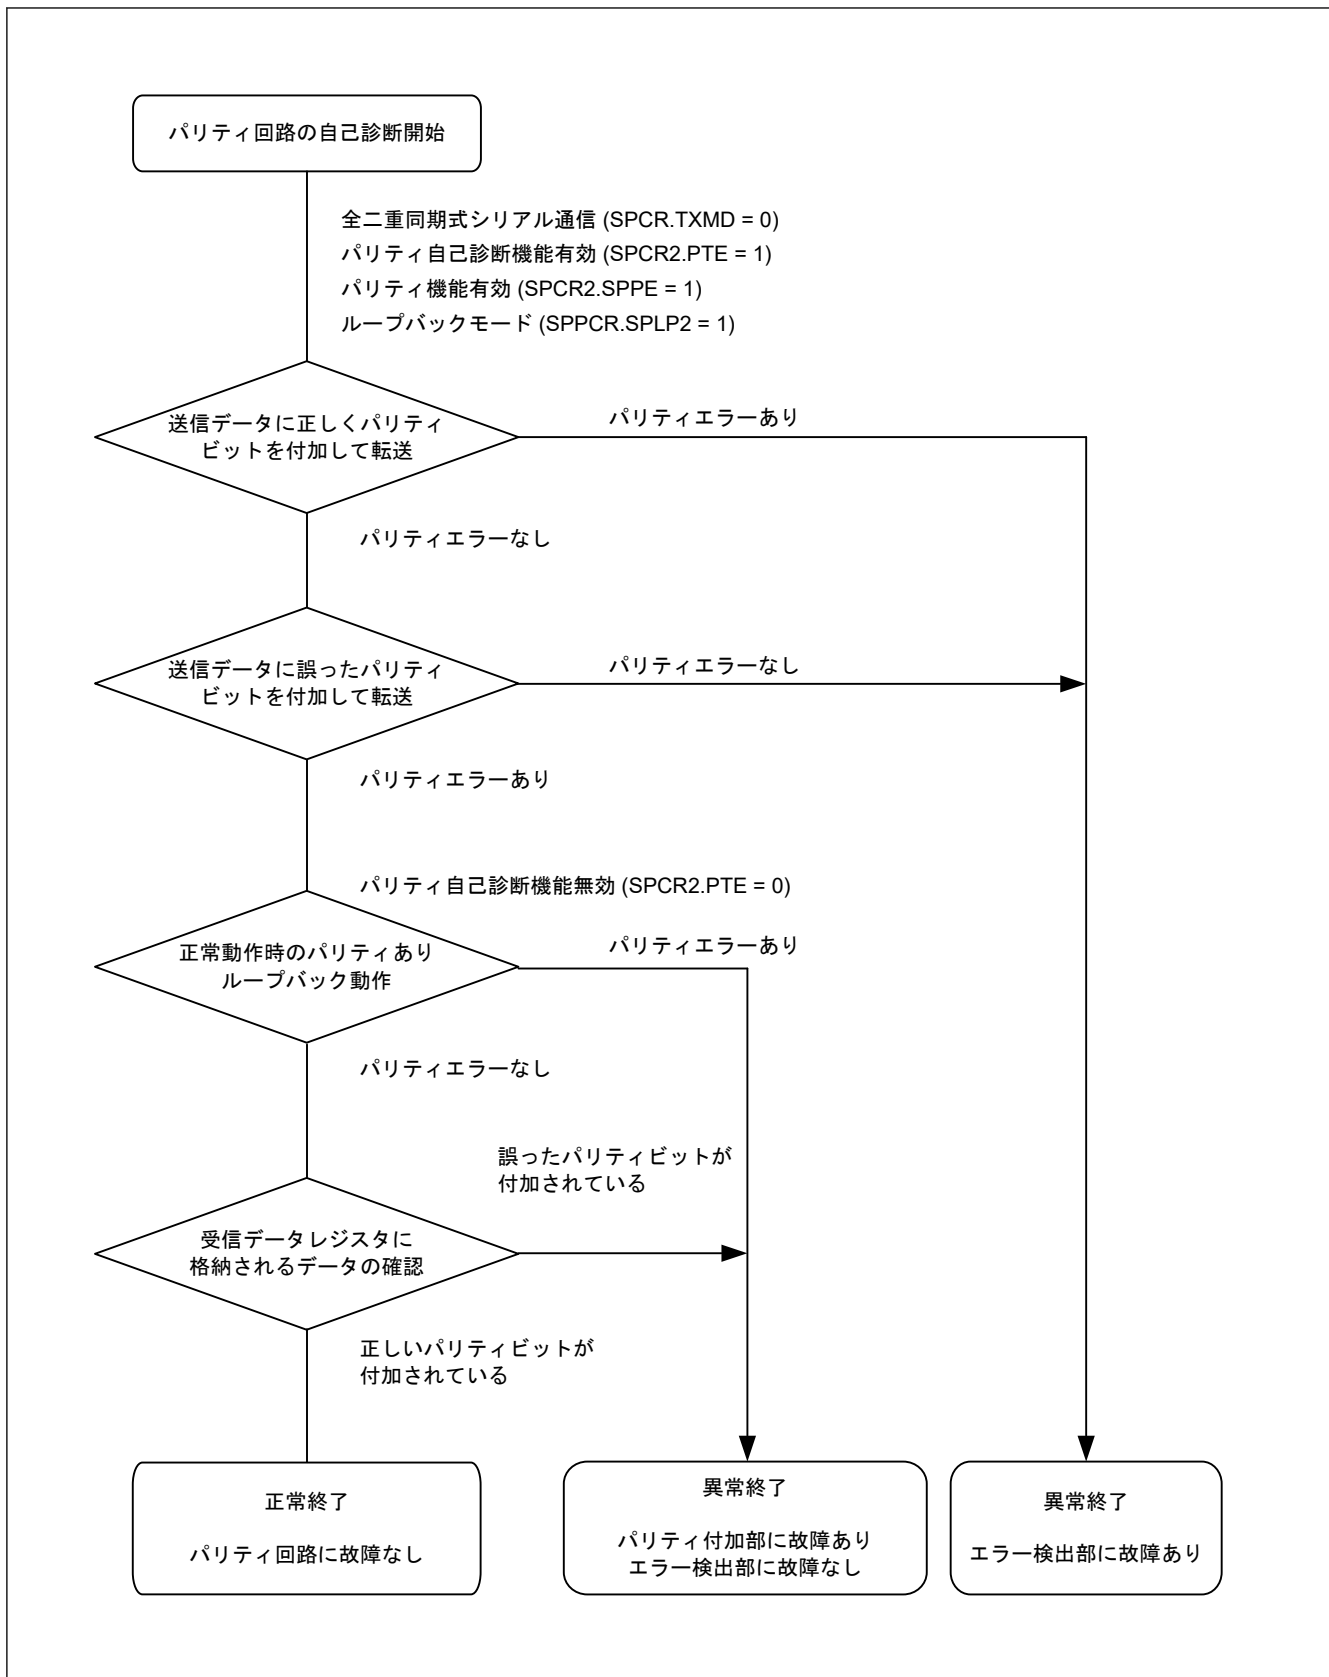 パリティ回路の自己診断開始
全二重同期式シリアル通信 (SPCR.TXMD = 0)
パリティ自己診断機能有効 (SPCR2.PTE = 1)
パリティ機能有効 (SPCR2.SPPE = 1)
ループバックモード (SPPCR.SPLP2 = 1)
送信データに正しくパリティ
ビットを付加して転送
パリティエラーあり
パリティエラーなし
送信データに誤ったパリティ
ビットを付加して転送
パリティエラーなし
パリティエラーあり
パリティ自己診断機能無効 (SPCR2.PTE = 0)
正常動作時のパリティあり
ループバック動作
パリティエラーあり
パリティエラーなし
誤ったパリティビットが
付加されている
受信データレジスタに
格納されるデータの確認
正しいパリティビットが
付加されている
正常終了
パリティ回路に故障なし
異常終了
パリティ付加部に故障あり
エラー検出部に故障なし
異常終了
エラー検出部に故障あり